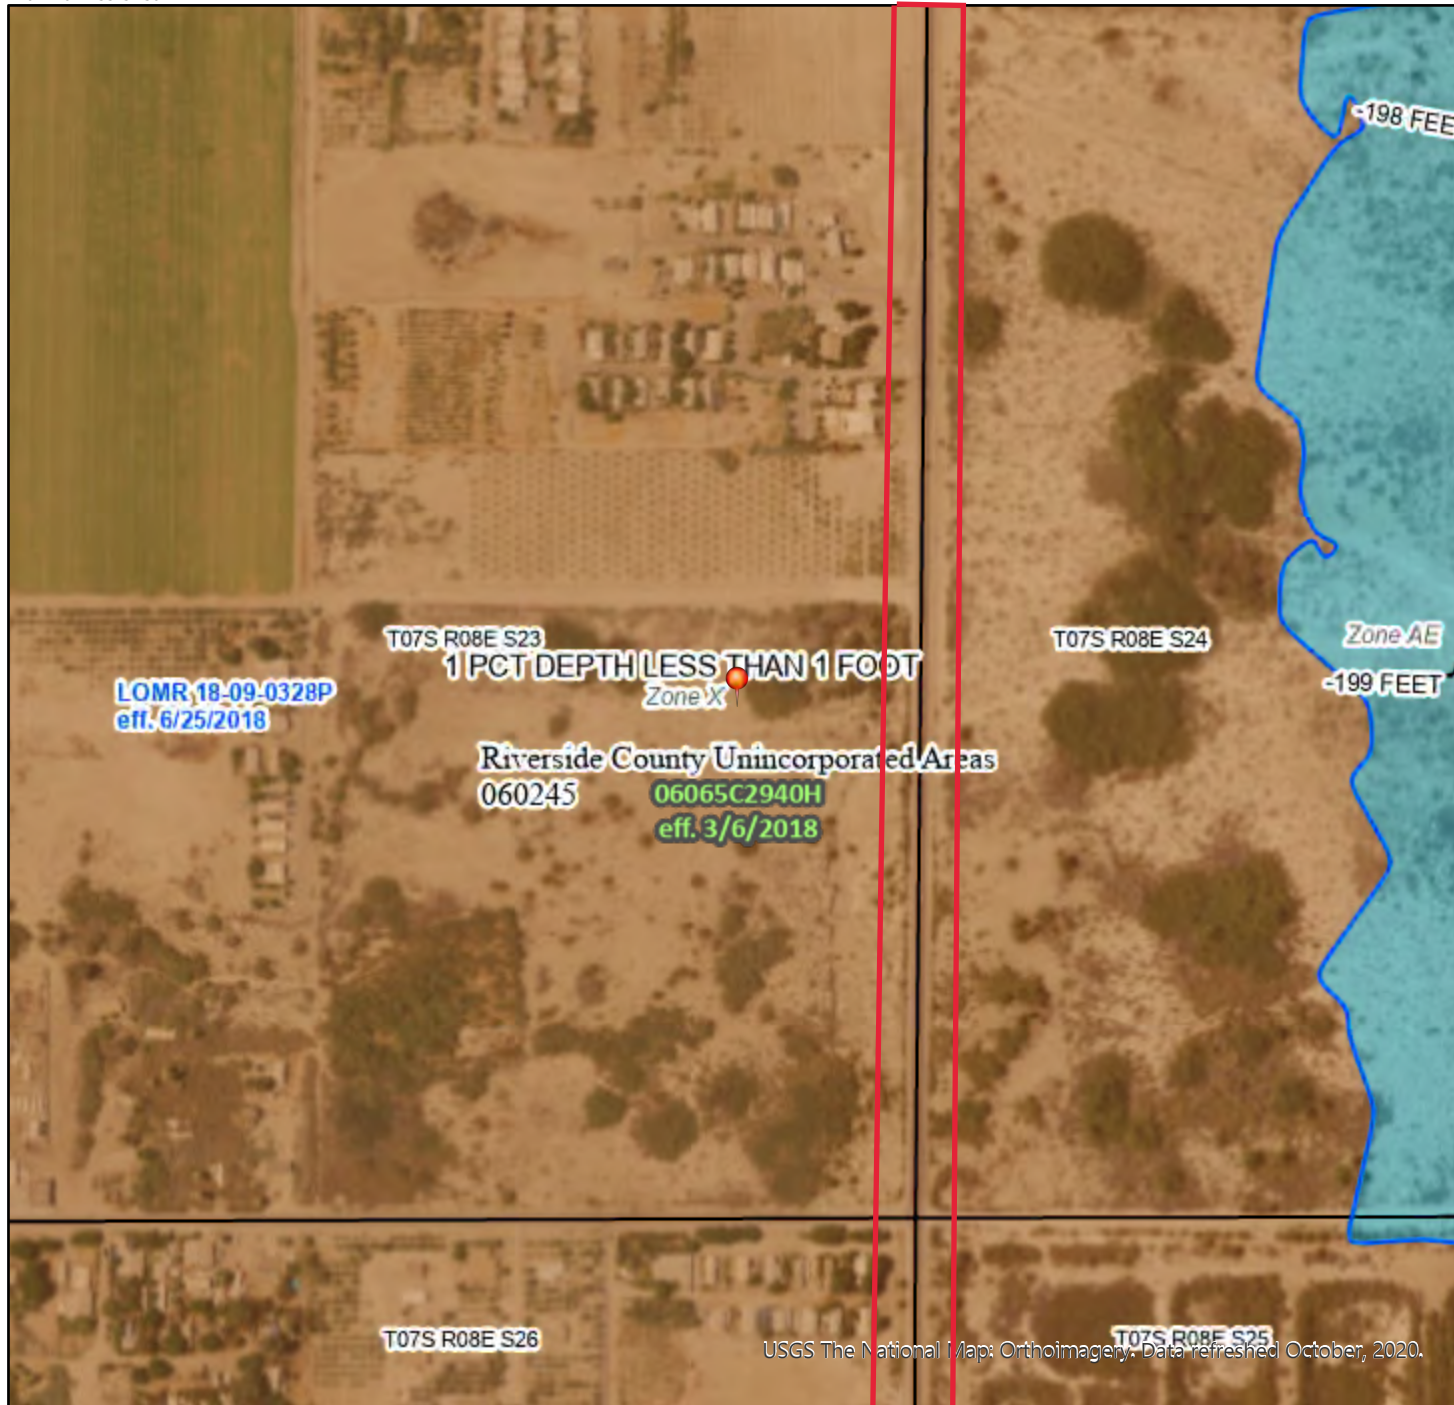 -198 FEE
T07S R08E S23
T07S R08E S24
Zone AE
1 PCT DEPTH LESS THAN 1 FOOT
-199 FEET
LOMR 18-09-0328P
eff. 6/25/2018
Zone X
Riverside County Unincorporated Areas
060245
06065C2940H
eff. 3/6/2018
T07S R08E S26
T07S R08E S25
USGS The National Map: Orthoimagery. Data refreshed October, 2020.